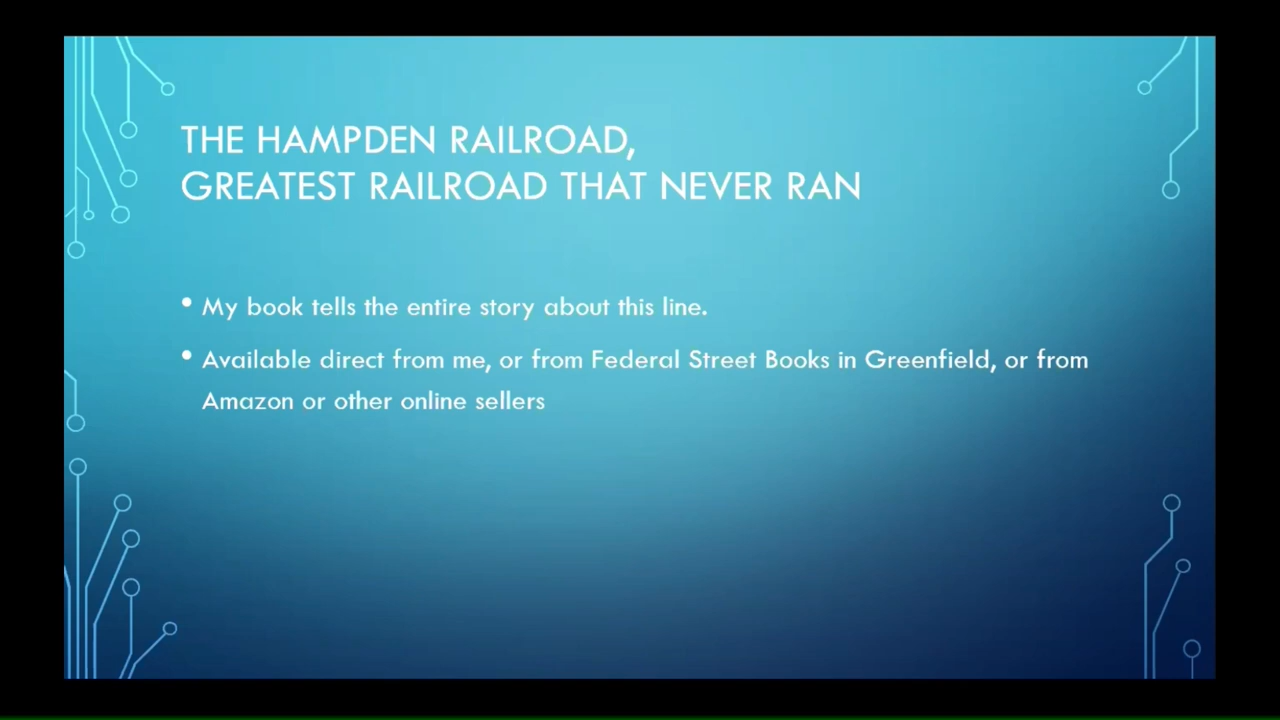 THE HAMPDEN RAILROAD,
GREATEST RAILROAD THAT NEVER RAN
• My book tells the entire story about this line.
• Available direct from me, or from Federal Street Books in Greenfield, or from
Amazon or other online sellers